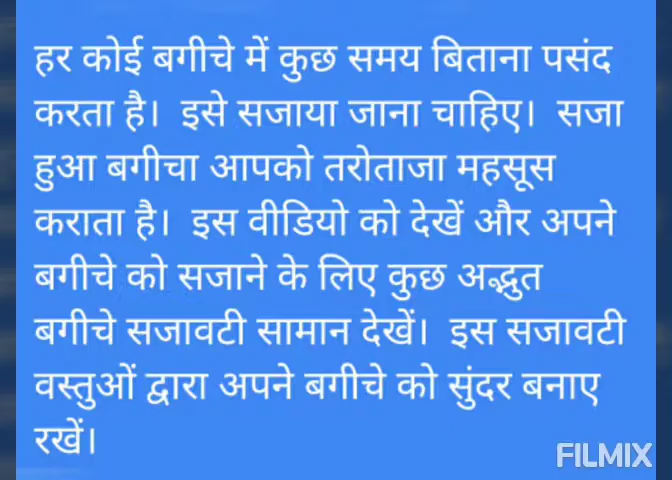 हर कोई बगीचे में कुछ समय बिताना पसंद
करता है। इसे सजाया जाना चाहिए। सजा
हुआ बगीचा आपको तरोताजा महसूस
कराता है। इस वीडियो को देखें और अपने
बगीचे को सजाने के लिए कुछ अद्भुत
बगीचे सजावटी सामान देखें। इस सजावटी
वस्तुओं द्वारा अपने बगीचे को सुंदर बनाए
रखें।
FILMIX